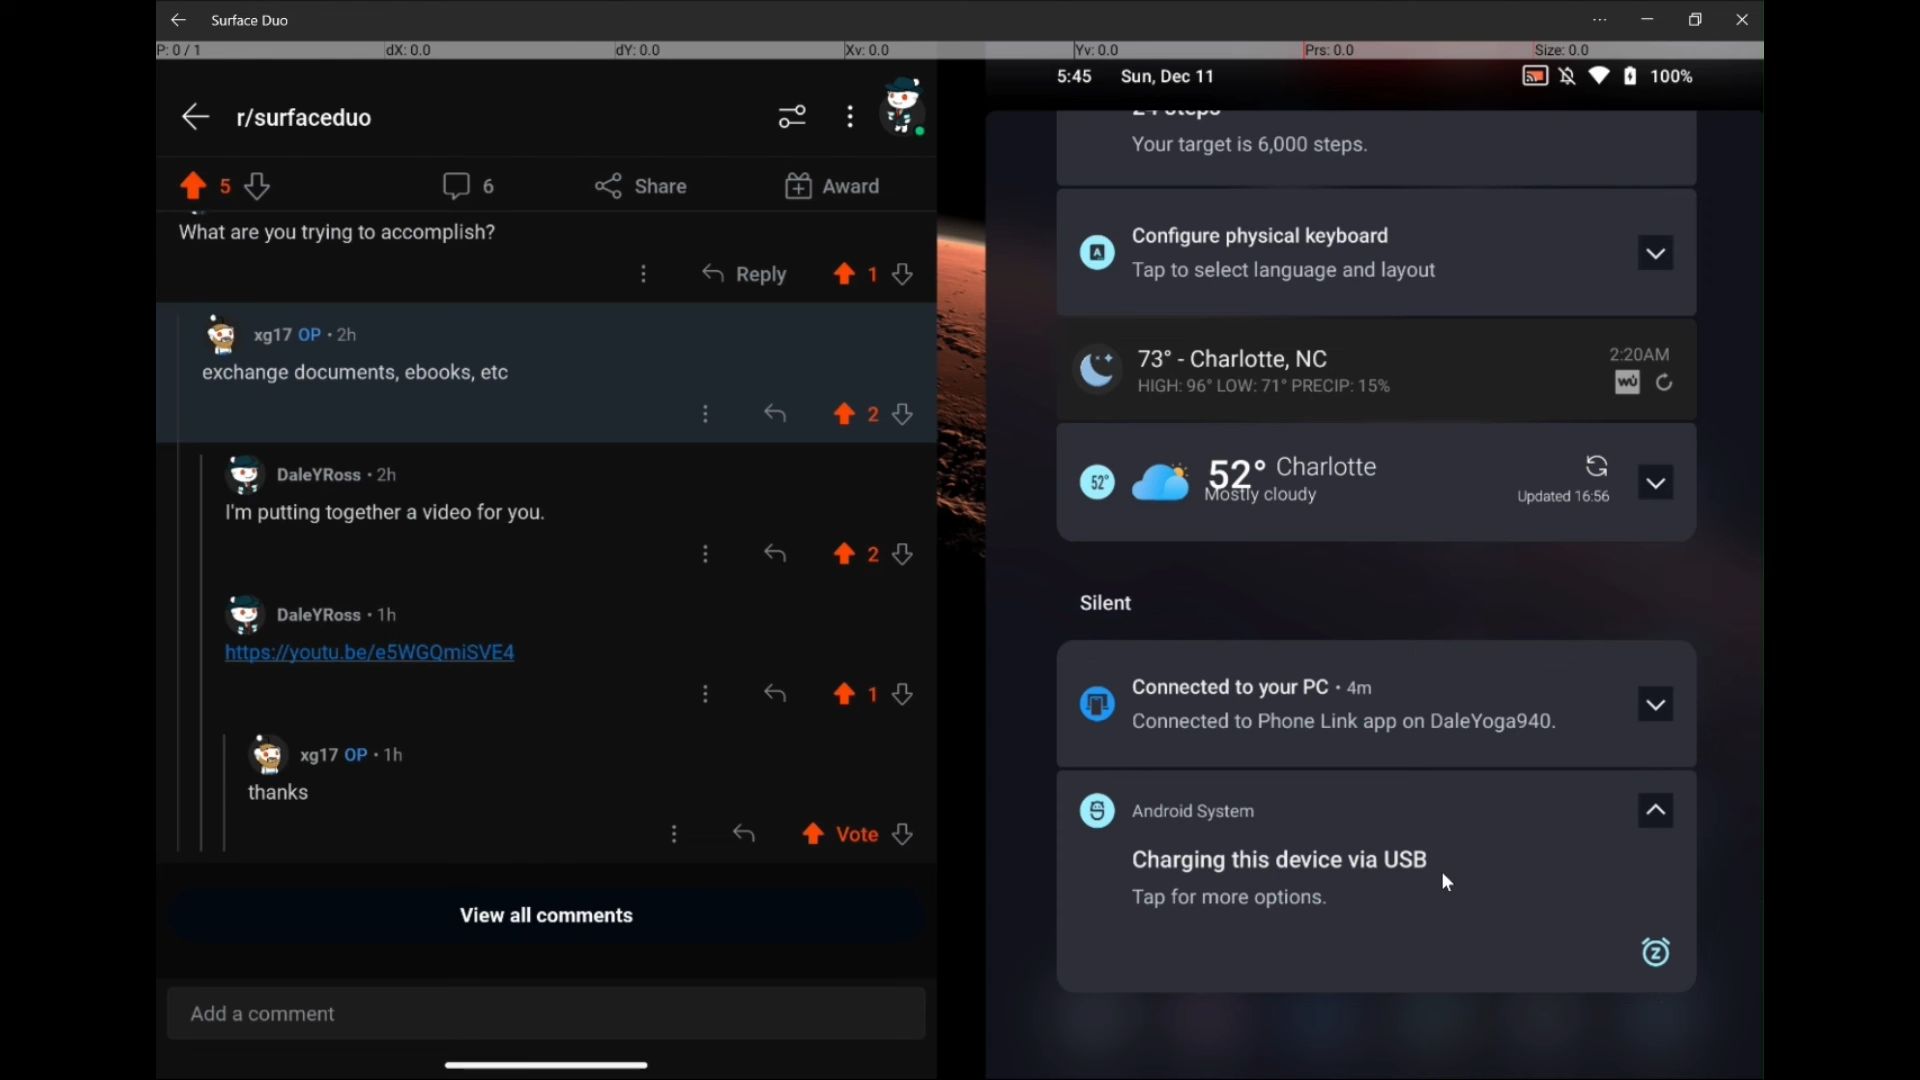 Surface Duo
P: 0 / 1 dX: 0.0 dY: 0.0 Xv: 0.0 Yv: 0.0 Prs: 0.0 Size: 0.0
r/surfaceduo
5 6 Share Award
What are you trying to accomplish?
Reply 1
xg17 OP • 2h
exchange documents, ebooks, etc
2
DaleYRoss • 2h
I'm putting together a video for you.
2
DaleYRoss • 1h
https://youtu.be/e5WGQmiSVE4
1
xg17 OP • 1h
thanks
Vote
View all comments
Add a comment
5:45 Sun, Dec 11 100%
24 steps
Your target is 6,000 steps.
A
Configure physical keyboard
Tap to select language and layout
73° - Charlotte, NC 2:20AM
HIGH: 96° LOW: 71° PRECIP: 15% wu
52° 52° Charlotte
Mostly cloudy Updated 16:56
Silent
Connected to your PC • 4m
Connected to Phone Link app on DaleYoga940.
Android System
Charging this device via USB
Tap for more options.
z